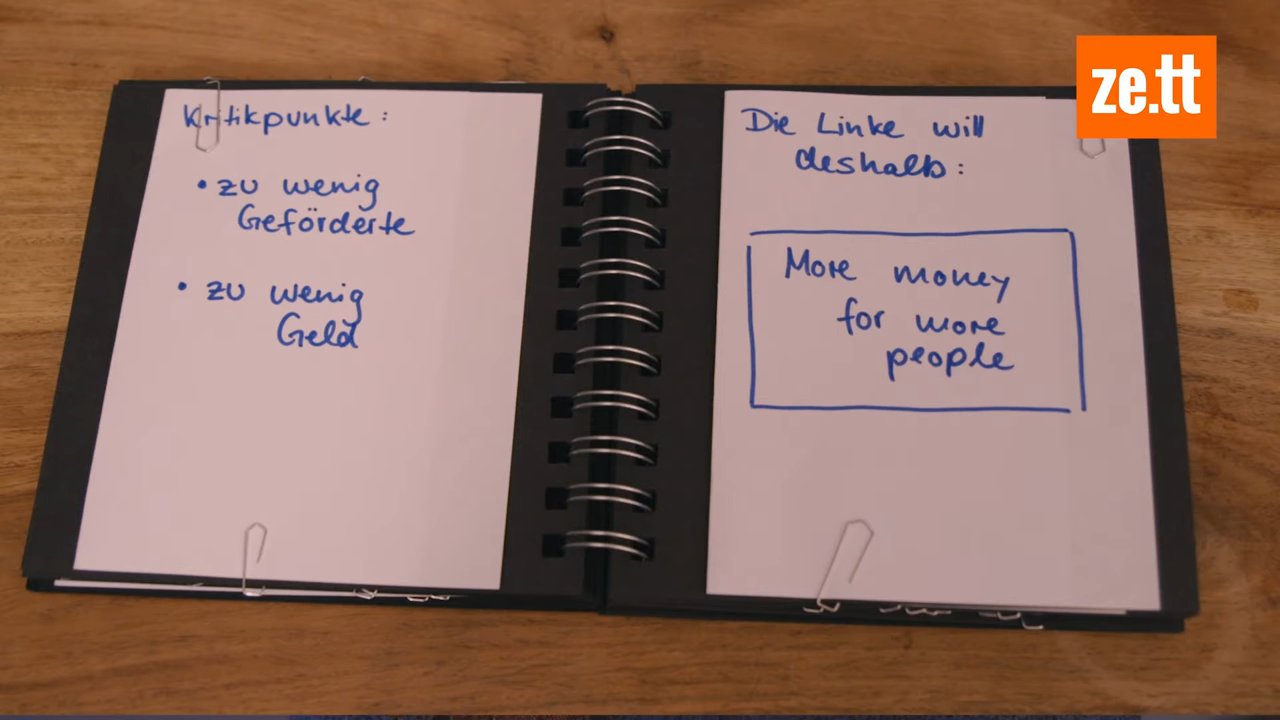 Kritikpunkte:
• zu wenig
Geförderte
• zu wenig
Geld
Die Linke will
deshalb:
More money
for more
people
ze.tt